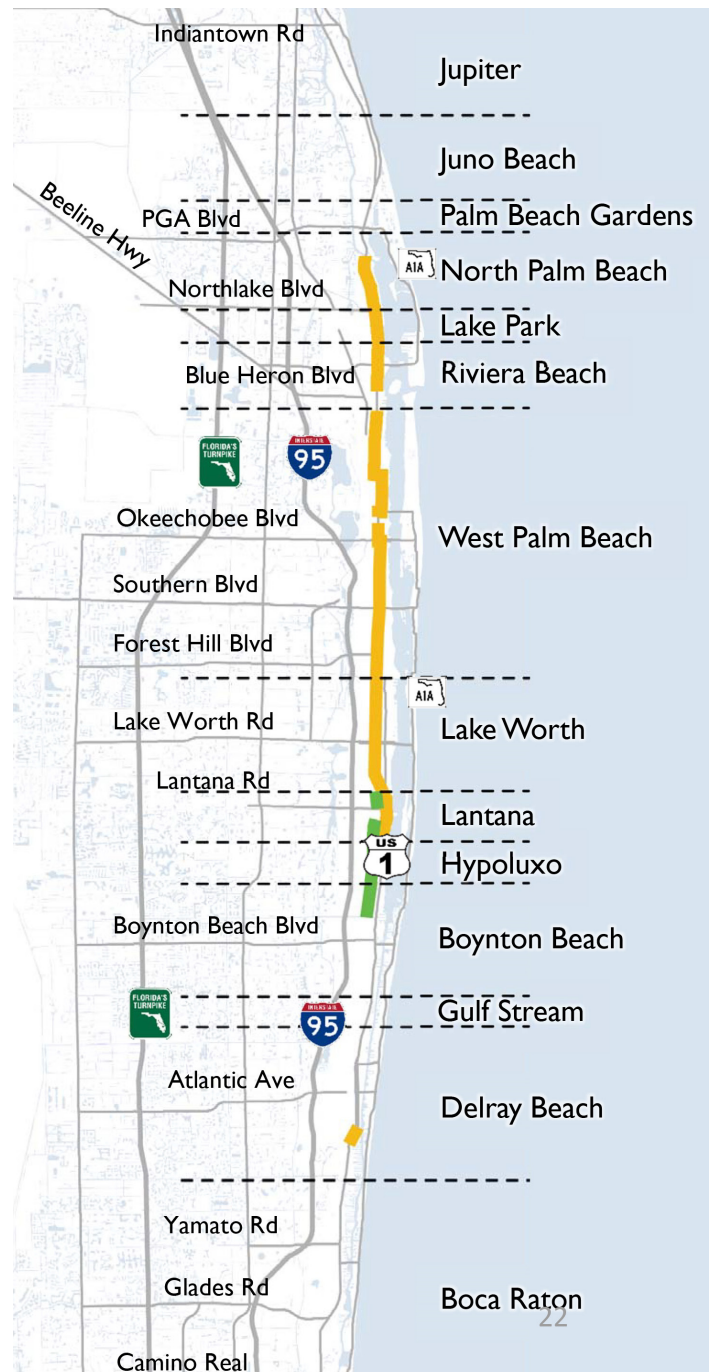 Indiantown Rd
Jupiter
Juno Beach
Beeline Hwy
PGA Blvd
Palm Beach Gardens
A1A
North Palm Beach
Northlake Blvd
Lake Park
Blue Heron Blvd
Riviera Beach
FLORIDA'S
TURNPIKE
INTERSTATE
95
Okeechobee Blvd
West Palm Beach
Southern Blvd
Forest Hill Blvd
A1A
Lake Worth Rd
Lake Worth
Lantana Rd
Lantana
US
1
Hypoluxo
Boynton Beach Blvd
Boynton Beach
FLORIDA'S
TURNPIKE
INTERSTATE
95
Gulf Stream
Atlantic Ave
Delray Beach
Yamato Rd
Glades Rd
Boca Raton
22
Camino Real